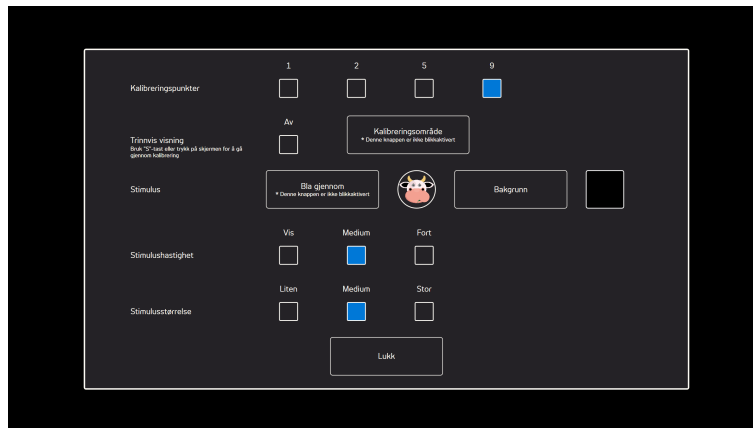 1 2 5 9
Kalibreringspunkter
Av
Trinnvis visning
Bruk "S"-tast eller trykk på skjermen for å gå
gjennom kalibrering
Kalibreringsområde
* Denne knappen er ikke blikkaktivert
Stimulus
Bla gjennom
* Denne knappen er ikke blikkaktivert
Bakgrunn
Vis Medium Fort
Stimulushastighet
Liten Medium Stor
Stimulusstørrelse
Lukk